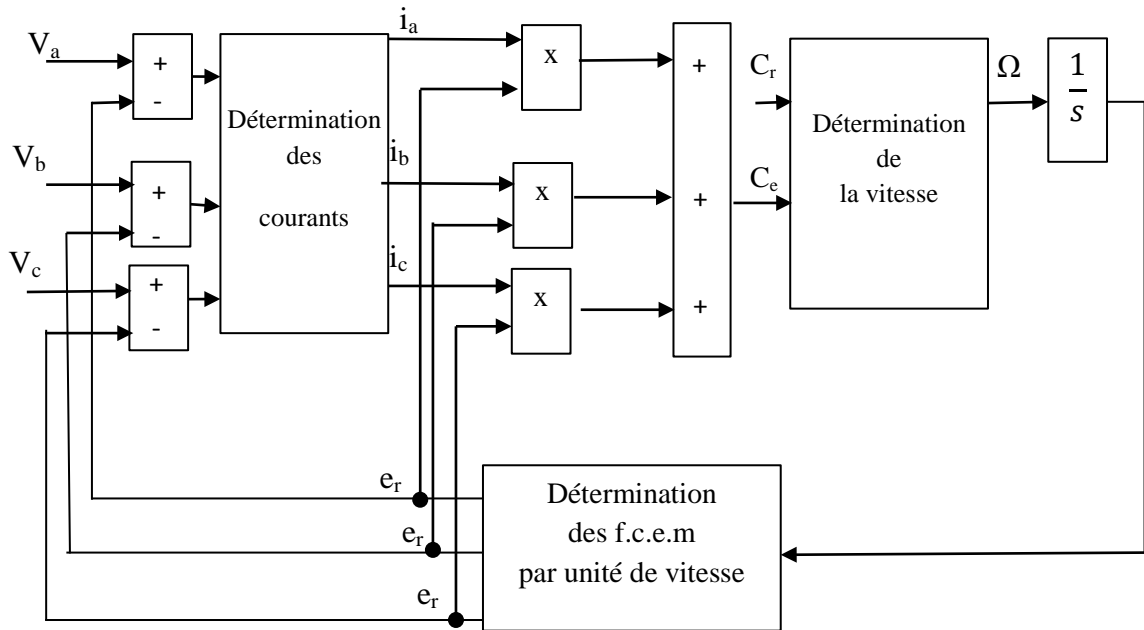 V_a
+
-
V_b
+
-
V_c
+
-
Détermination
des
courants
i_a
i_b
i_c
x
x
x
+
+
+
C_r
C_e
Détermination
de
la vitesse
Ω
1
s
e_r
e_r
e_r
Détermination
des f.c.e.m
par unité de vitesse